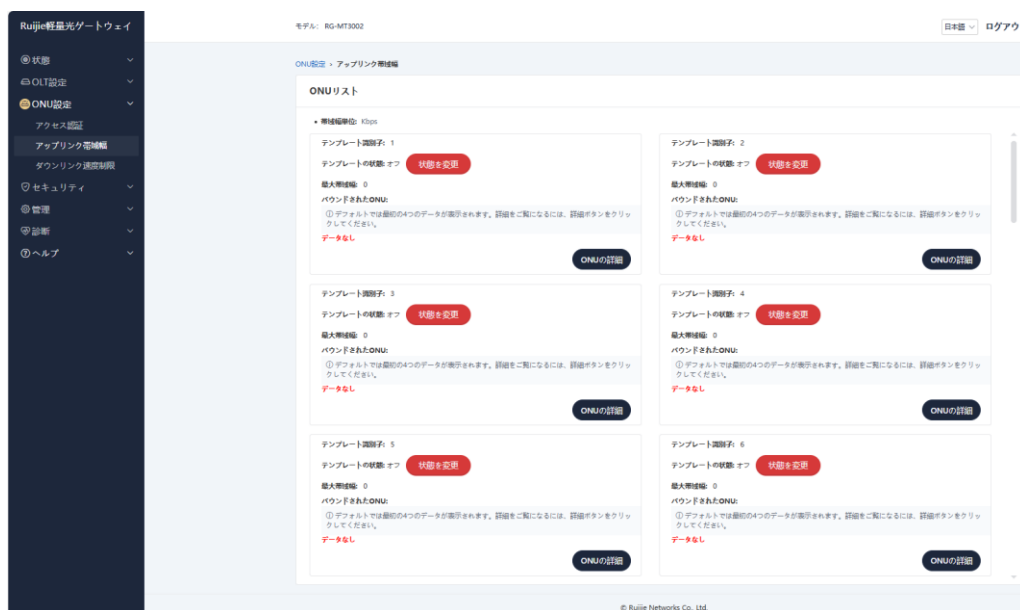 Ruijie軽量光ゲートウェイ
モデル: RG-MT3002
日本語
ログアウ
状態
OLT設定
ONU設定
アクセス認証
アップリンク帯域幅
ダウンリンク速度制限
セキュリティ
管理
診断
ヘルプ
ONU設定 › アップリンク帯域幅
ONUリスト
• 帯域幅単位: Kbps
テンプレート識別子: 1
テンプレートの状態: オフ 状態を変更
最大帯域幅: 0
バウンドされたONU:
デフォルトでは最初の4つのデータが表示されます。詳細をご覧になるには、詳細ボタンをクリッ
クしてください。
データなし
ONUの詳細
テンプレート識別子: 2
テンプレートの状態: オフ 状態を変更
最大帯域幅: 0
バウンドされたONU:
デフォルトでは最初の4つのデータが表示されます。詳細をご覧になるには、詳細ボタンをクリッ
クしてください。
データなし
ONUの詳細
テンプレート識別子: 3
テンプレートの状態: オフ 状態を変更
最大帯域幅: 0
バウンドされたONU:
デフォルトでは最初の4つのデータが表示されます。詳細をご覧になるには、詳細ボタンをクリッ
クしてください。
データなし
ONUの詳細
テンプレート識別子: 4
テンプレートの状態: オフ 状態を変更
最大帯域幅: 0
バウンドされたONU:
デフォルトでは最初の4つのデータが表示されます。詳細をご覧になるには、詳細ボタンをクリッ
クしてください。
データなし
ONUの詳細
テンプレート識別子: 5
テンプレートの状態: オフ 状態を変更
最大帯域幅: 0
バウンドされたONU:
デフォルトでは最初の4つのデータが表示されます。詳細をご覧になるには、詳細ボタンをクリッ
クしてください。
データなし
ONUの詳細
テンプレート識別子: 6
テンプレートの状態: オフ 状態を変更
最大帯域幅: 0
バウンドされたONU:
デフォルトでは最初の4つのデータが表示されます。詳細をご覧になるには、詳細ボタンをクリッ
クしてください。
データなし
ONUの詳細
© Ruijie Networks Co., Ltd.